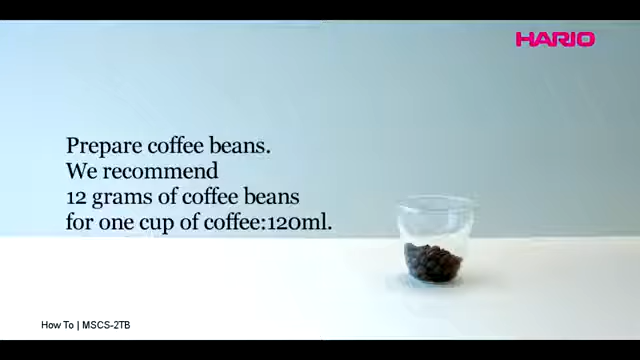 HARIO
Prepare coffee beans.
We recommend
12 grams of coffee beans
for one cup of coffee:120ml.
How To | MSCS-2TB